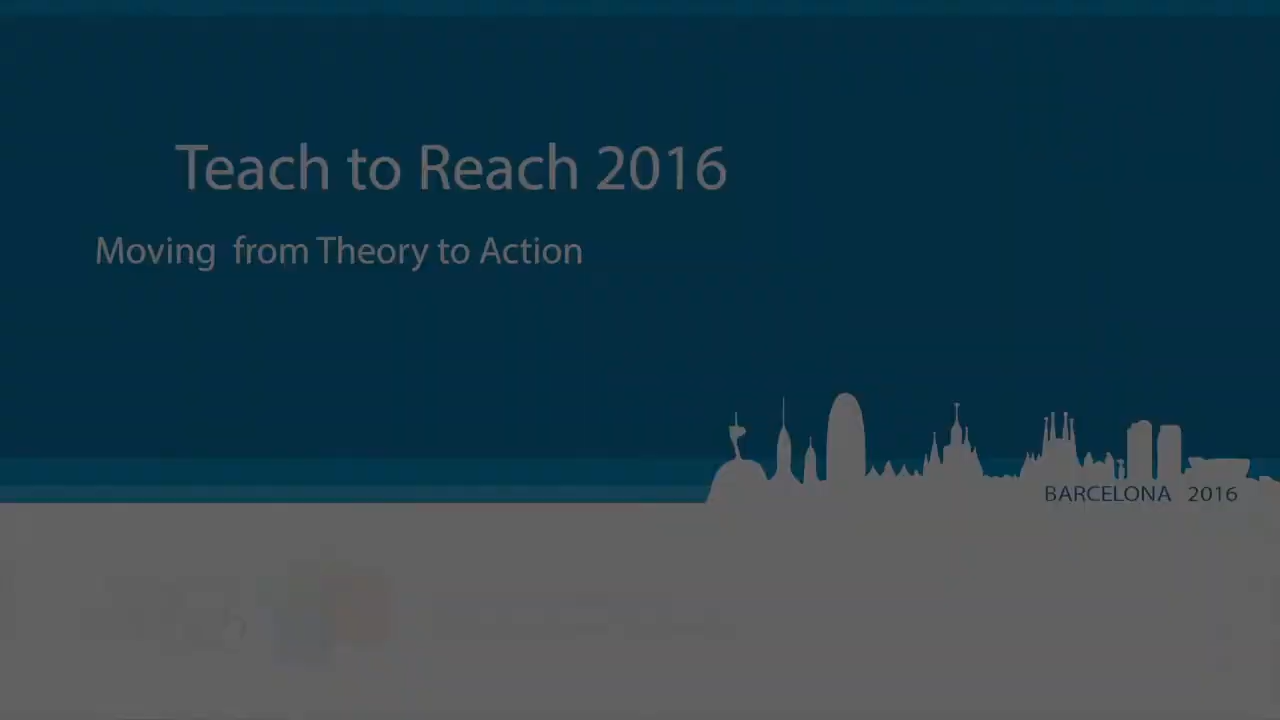 Teach to Reach 2016
Moving from Theory to Action
BARCELONA 2016